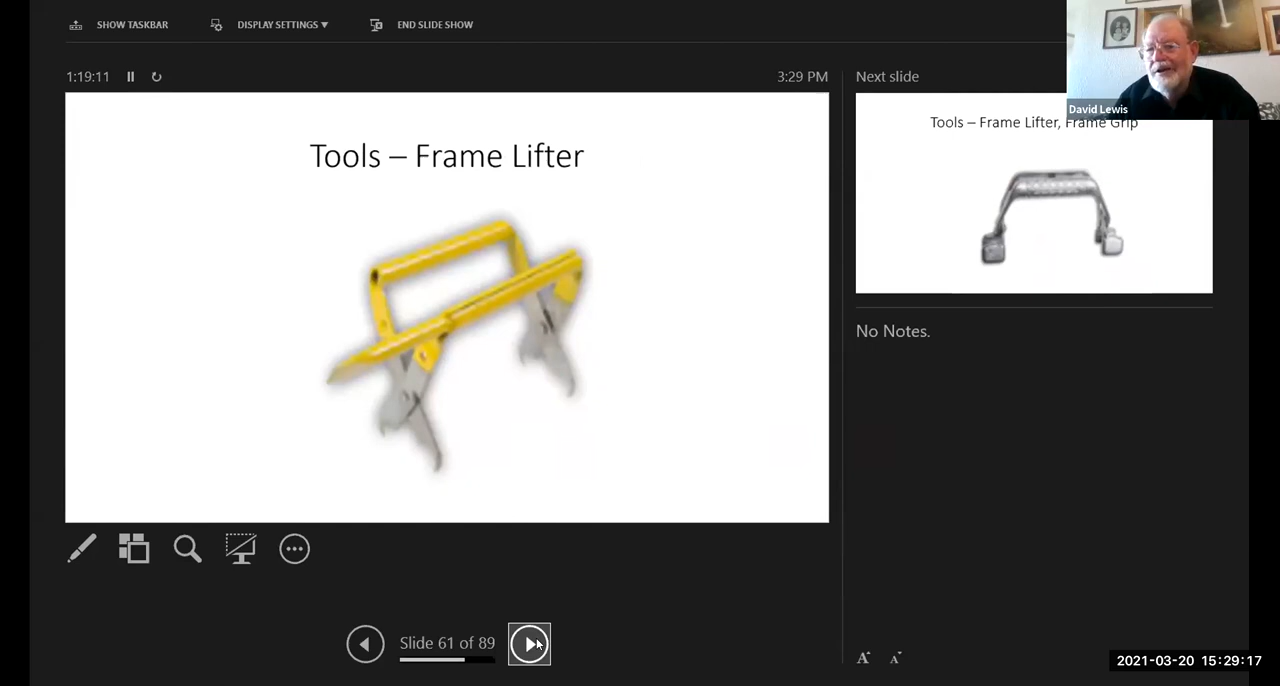 SHOW TASKBAR
DISPLAY SETTINGS ▼
END SLIDE SHOW
1:19:11
3:29 PM
Next slide
David Lewis
Tools – Frame Lifter
Tools – Frame Lifter, Frame Grip
No Notes.
Slide 61 of 89
A A
2021-03-20 15:29:17